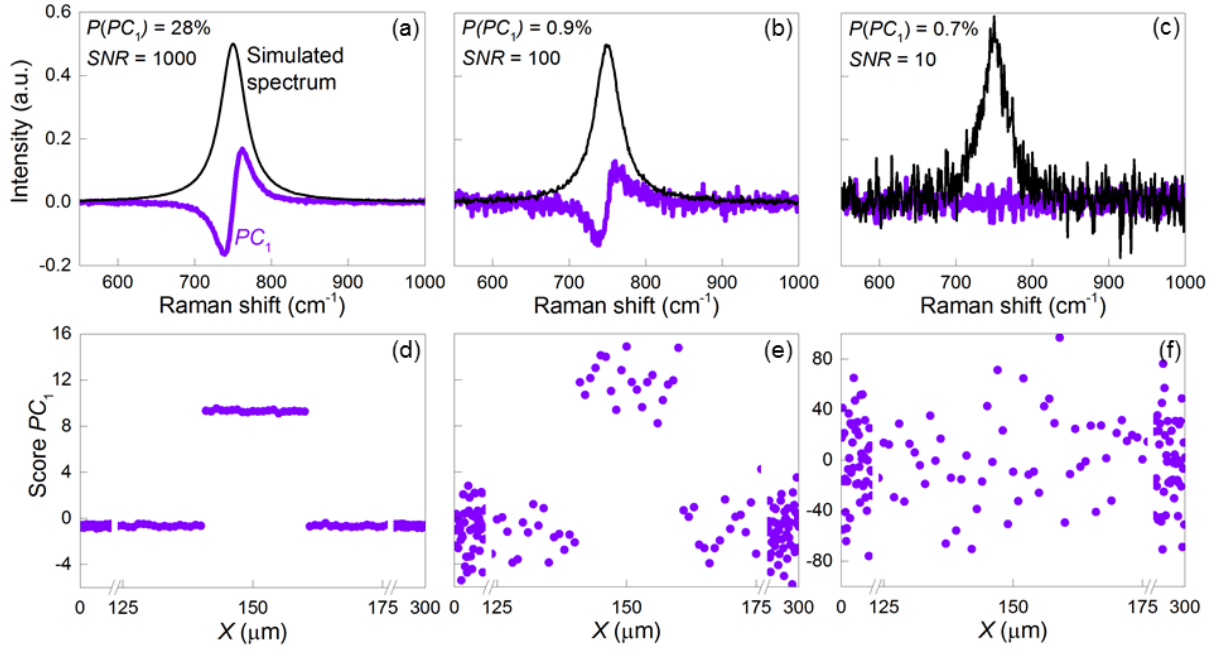 P(PC₁) = 28%
(a)
SNR = 1000
Simulated
spectrum
PC₁
Intensity (a.u.)
0.6
0.4
0.2
0.0
-0.2
600 700 800 900 1000
Raman shift (cm⁻¹)
P(PC₁) = 0.9%
(b)
SNR = 100
600 700 800 900 1000
Raman shift (cm⁻¹)
P(PC₁) = 0.7%
(c)
SNR = 10
600 700 800 900 1000
Raman shift (cm⁻¹)
(d)
Score PC₁
16
12
8
4
0
-4
0 125 150 175 300
X (μm)
(e)
0 125 150 175 300
X (μm)
(f)
80
40
0
-40
-80
0 125 150 175 300
X (μm)